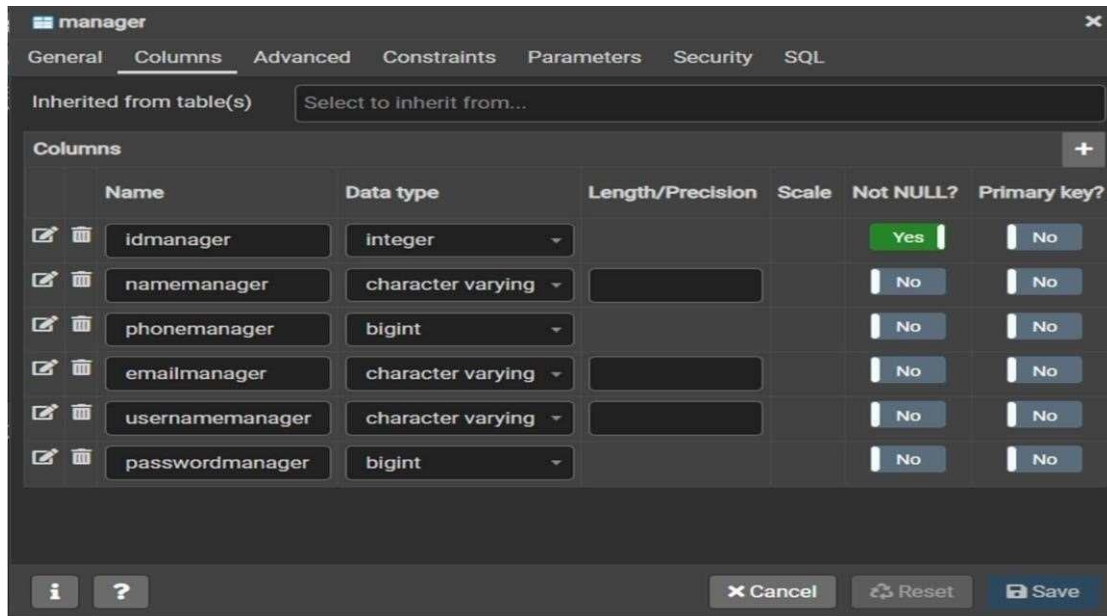 manager
General Columns Advanced Constraints Parameters Security SQL
Inherited from table(s) Select to inherit from...
Columns
Name Data type Length/Precision Scale Not NULL? Primary key?
idmanager integer Yes No
namemanager character varying No No
phonemanager bigint No No
emailmanager character varying No No
usernamemanager character varying No No
passwordmanager bigint No No
i ? Cancel Reset Save